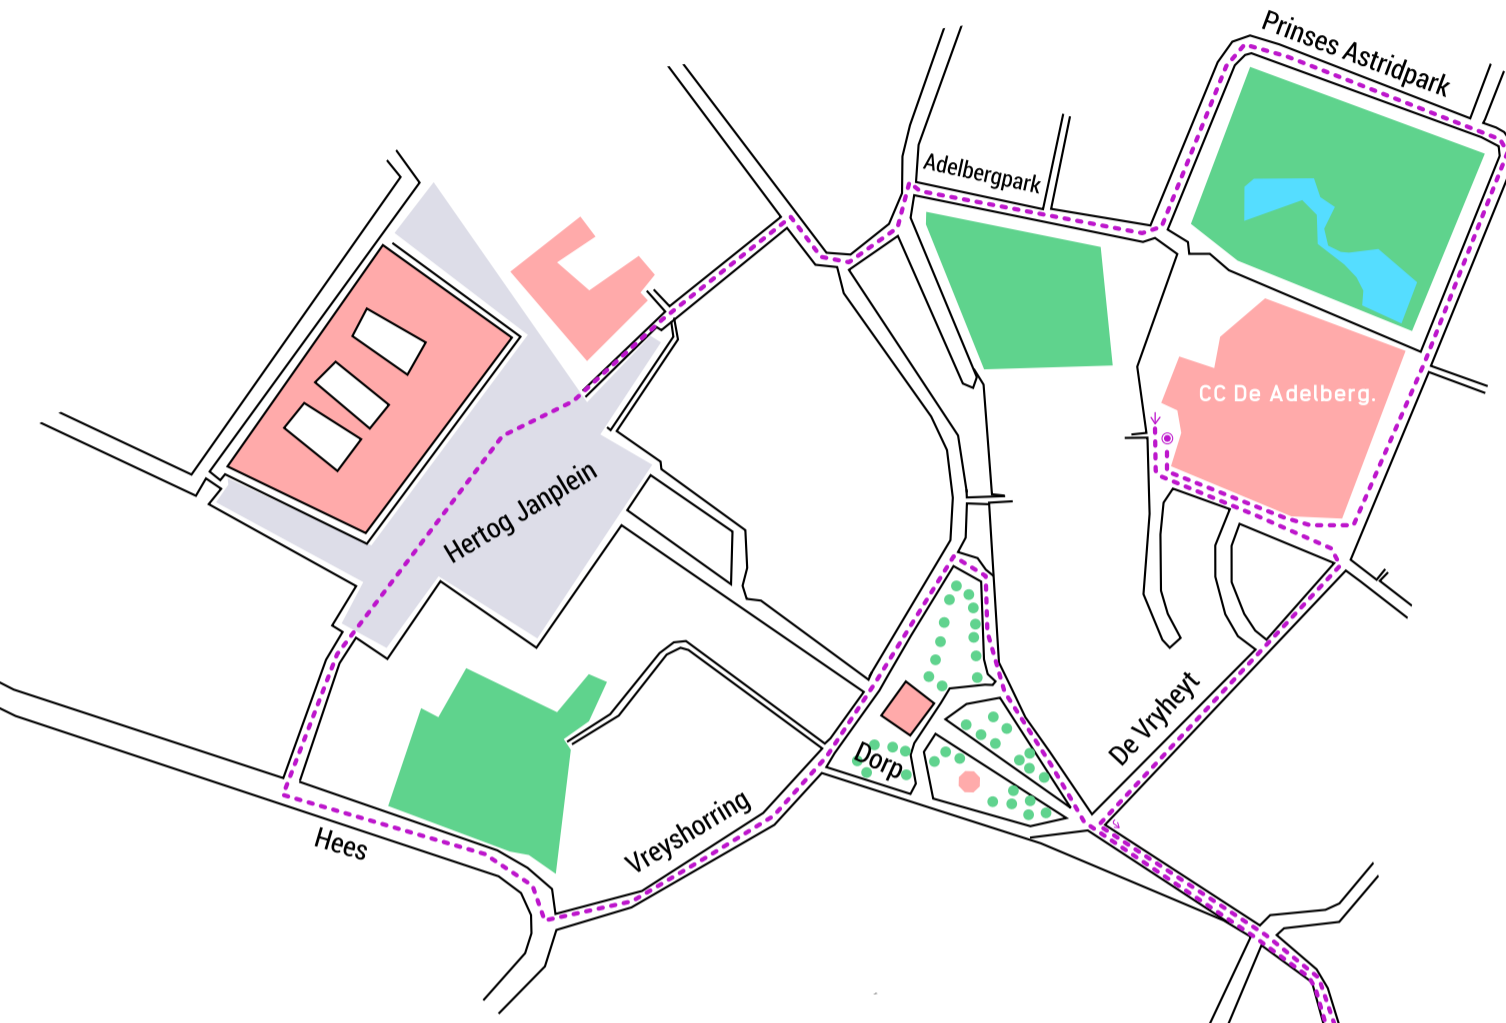 Prinses Astridpark
Adelbergpark
CC De Adelberg.
Hertog Janplein
De Vryheyt
Dorp
Vreyshorring
Hees